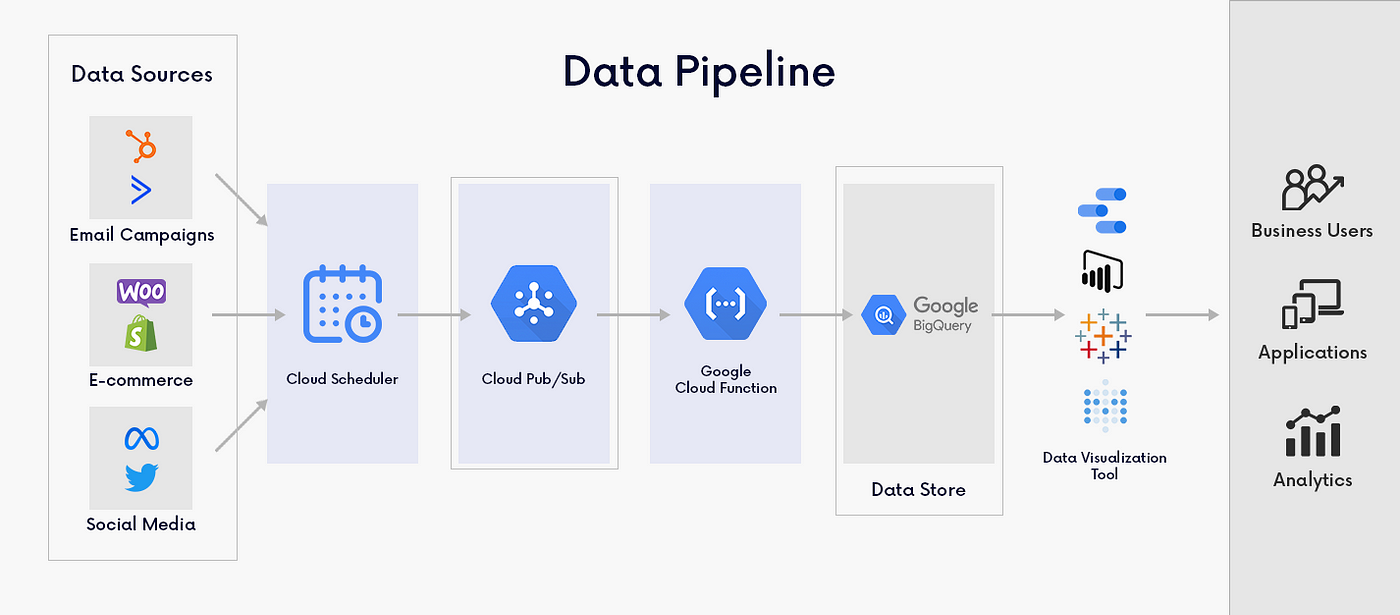 Data Pipeline
Data Sources
WOO
S
Email Campaigns
E-commerce
Social Media
Cloud Scheduler
Cloud Pub/Sub
Google
Cloud Function
Google
BigQuery
Data Store
Data Visualization
Tool
Business Users
Applications
Analytics